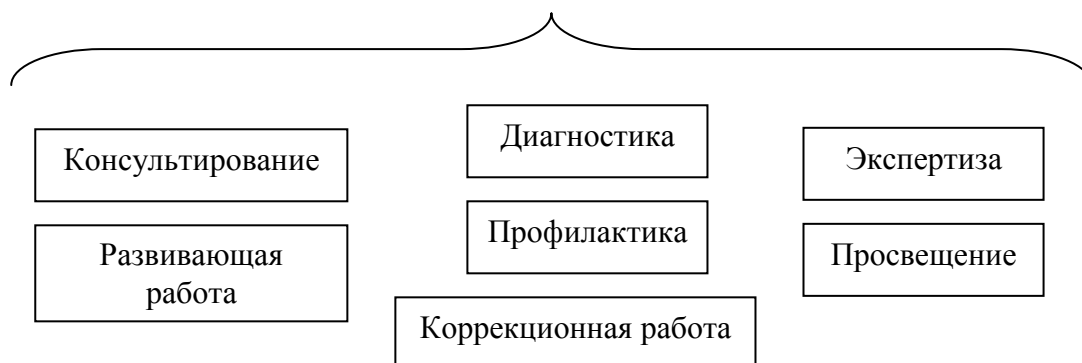 Консультирование
Диагностика
Экспертиза
Развивающая
работа
Профилактика
Просвещение
Коррекционная работа